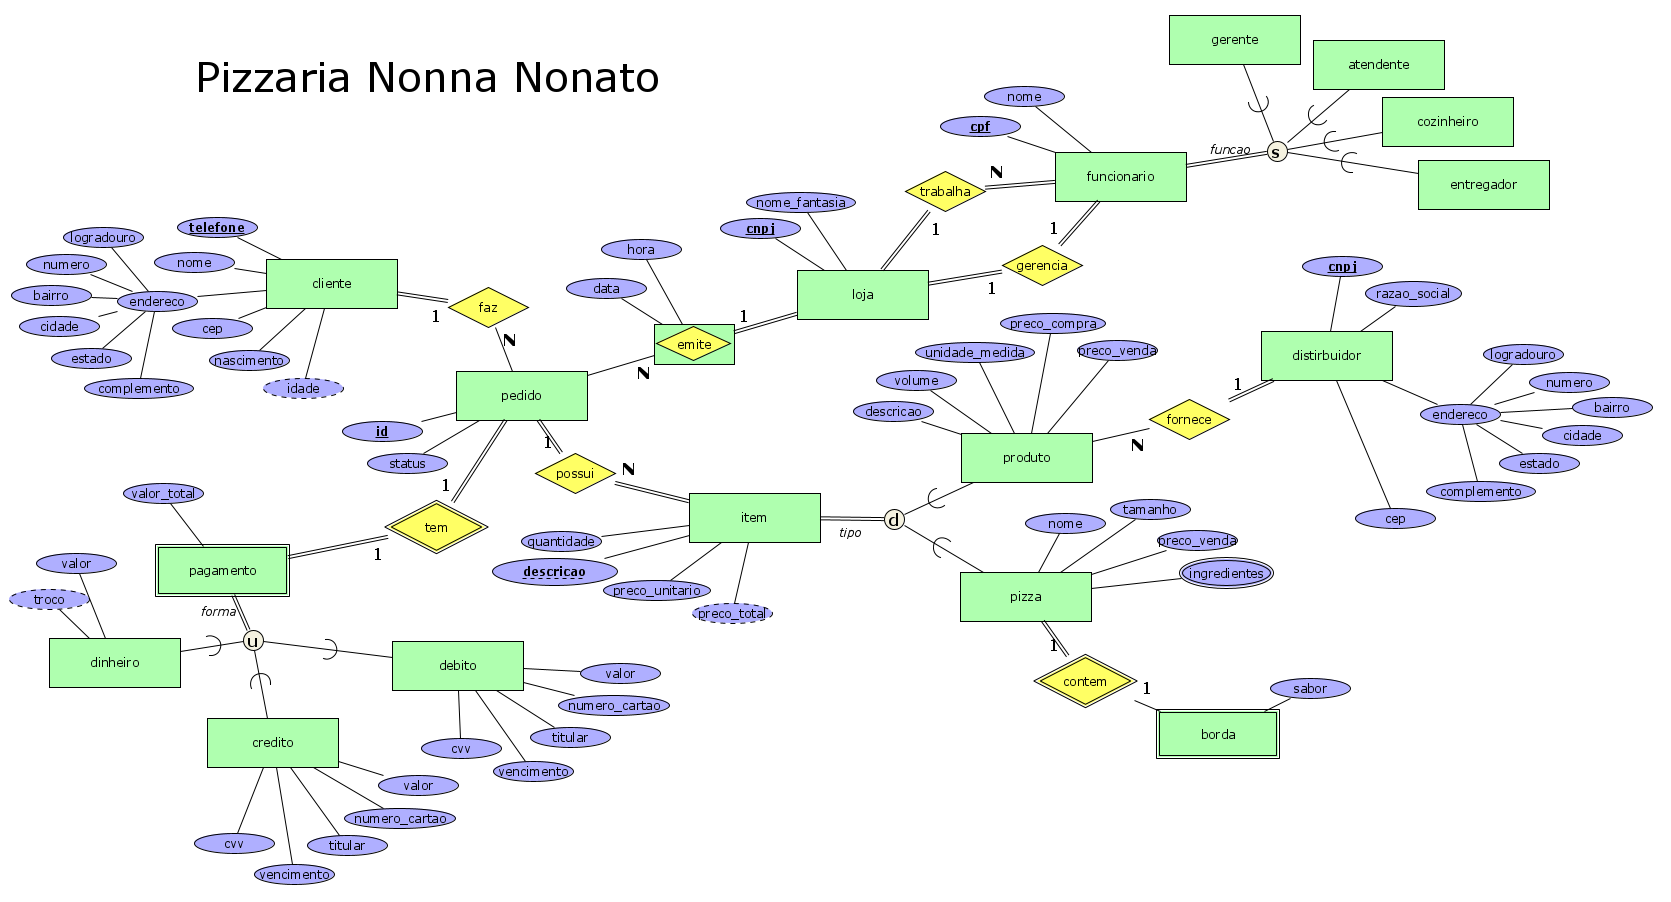 Pizzaria Nonna Nonato
gerente
atendente
cozinheiro
entregador
s
funcao
nome
cpf
funcionario
N
trabalha
1
1
gerencia
1
nome_fantasia
cnpj
loja
hora
data
1
emite
N
telefone
logradouro
nome
numero
cliente
bairro
endereco
cidade
cep
estado
nascimento
complemento
idade
1
faz
N
pedido
id
status
1
possui
N
1
tem
1
valor_total
pagamento
forma
valor
troco
dinheiro
u
debito
valor
numero_cartao
titular
cvv
vencimento
credito
valor
numero_cartao
titular
cvv
vencimento
item
quantidade
descricao
preco_unitario
preco_total
tipo
d
preco_compra
unidade_medida
preco_venda
volume
descricao
produto
N
fornece
1
cnpj
razao_social
distirbuidor
logradouro
numero
bairro
endereco
cidade
estado
complemento
cep
nome
tamanho
preco_venda
ingredientes
pizza
1
contem
1
sabor
borda